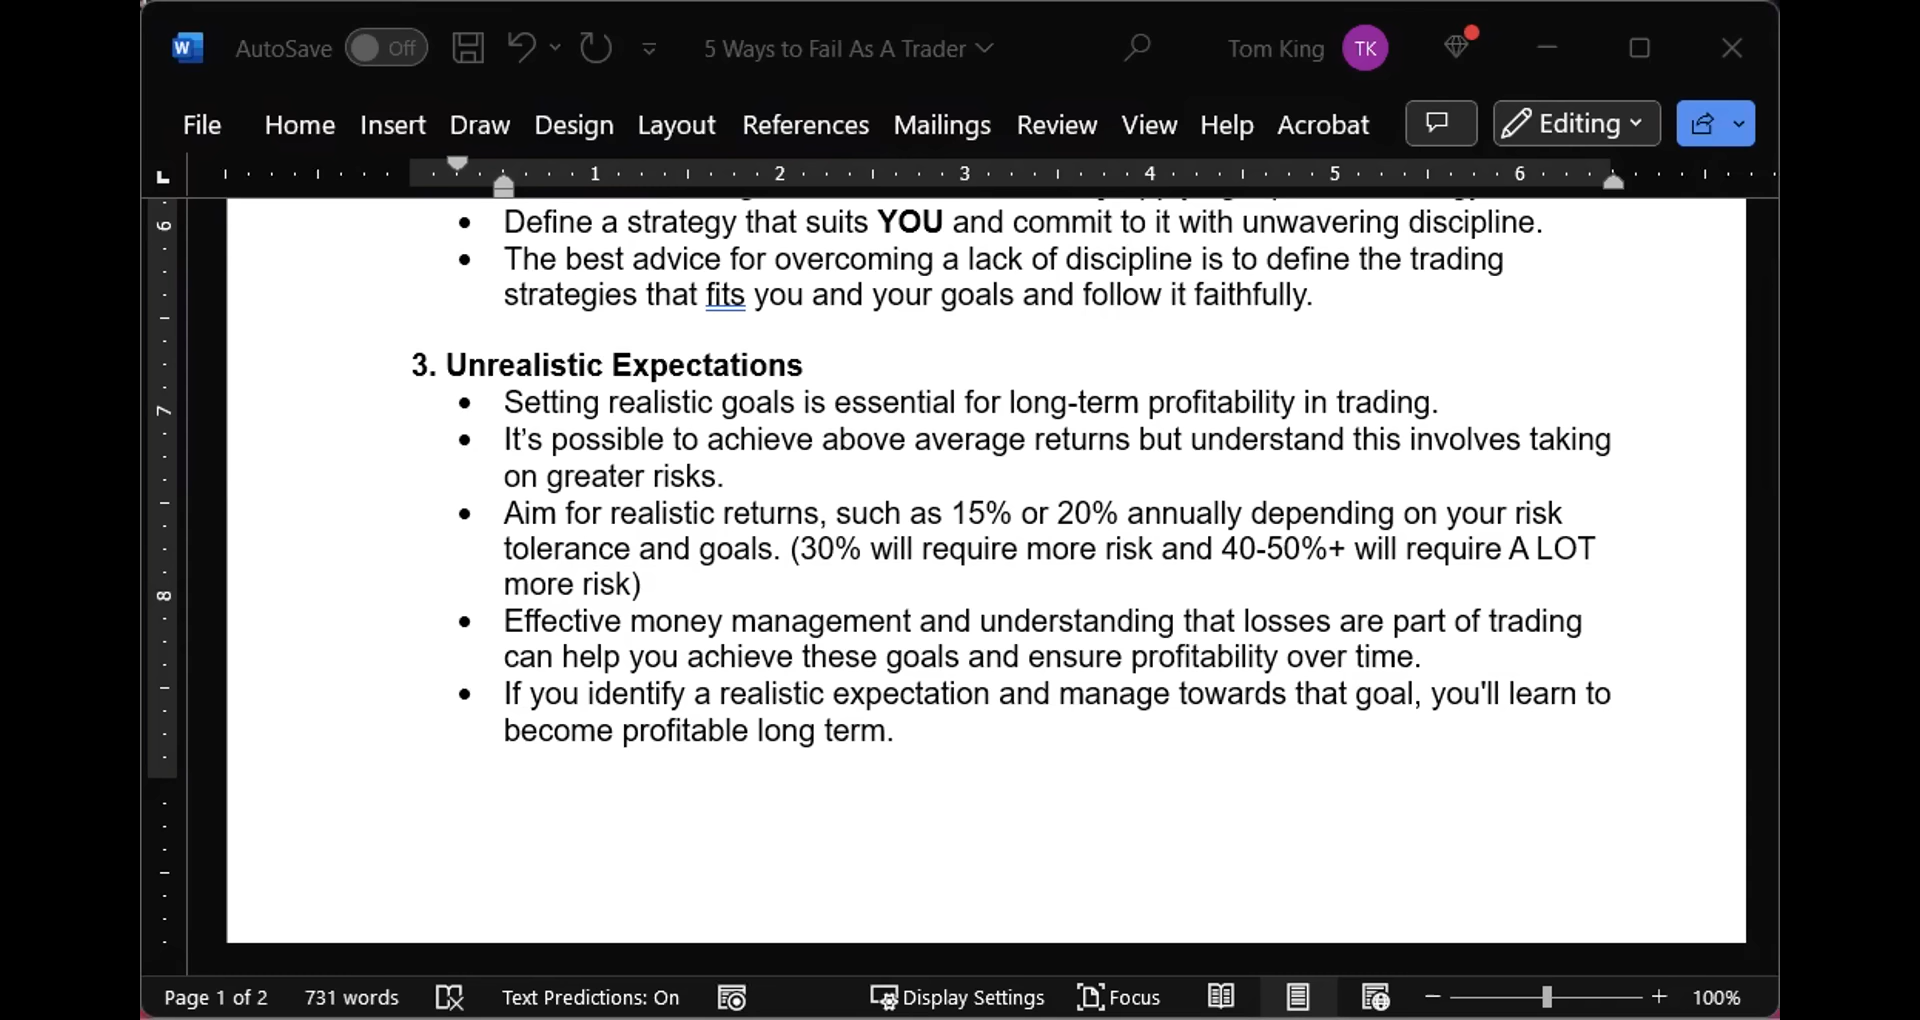 AutoSave Off 5 Ways to Fail As A Trader Tom King TK
File Home Insert Draw Design Layout References Mailings Review View Help Acrobat Editing
1 2 3 4 5 6
6
7
8
• Define a strategy that suits YOU and commit to it with unwavering discipline.
• The best advice for overcoming a lack of discipline is to define the trading
strategies that fits you and your goals and follow it faithfully.
3. Unrealistic Expectations
• Setting realistic goals is essential for long-term profitability in trading.
• It’s possible to achieve above average returns but understand this involves taking
on greater risks.
• Aim for realistic returns, such as 15% or 20% annually depending on your risk
tolerance and goals. (30% will require more risk and 40-50%+ will require A LOT
more risk)
• Effective money management and understanding that losses are part of trading
can help you achieve these goals and ensure profitability over time.
• If you identify a realistic expectation and manage towards that goal, you'll learn to
become profitable long term.
Page 1 of 2 731 words Text Predictions: On Display Settings Focus 100%